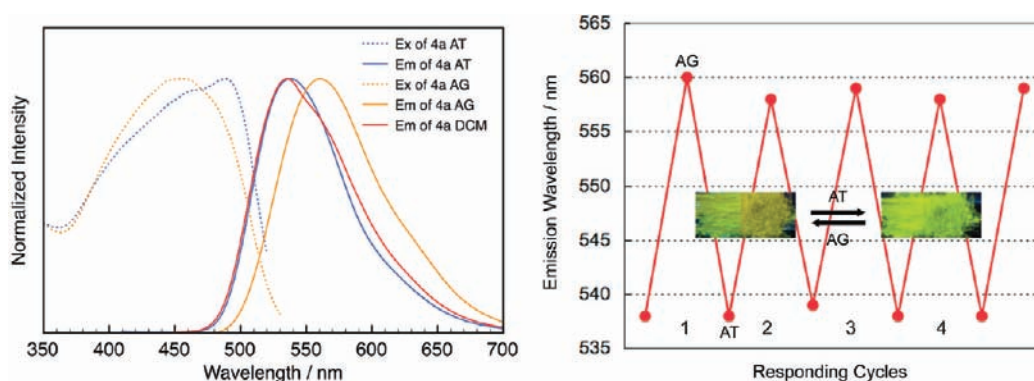 Normalized Intensity
Ex of 4a AT
Em of 4a AT
Ex of 4a AG
Em of 4a AG
Em of 4a DCM
350 400 450 500 550 600 650 700
Wavelength / nm
Emission Wavelength / nm
565
560
555
550
545
540
535
AG
AT
AG
1 AT 2 3 4
Responding Cycles